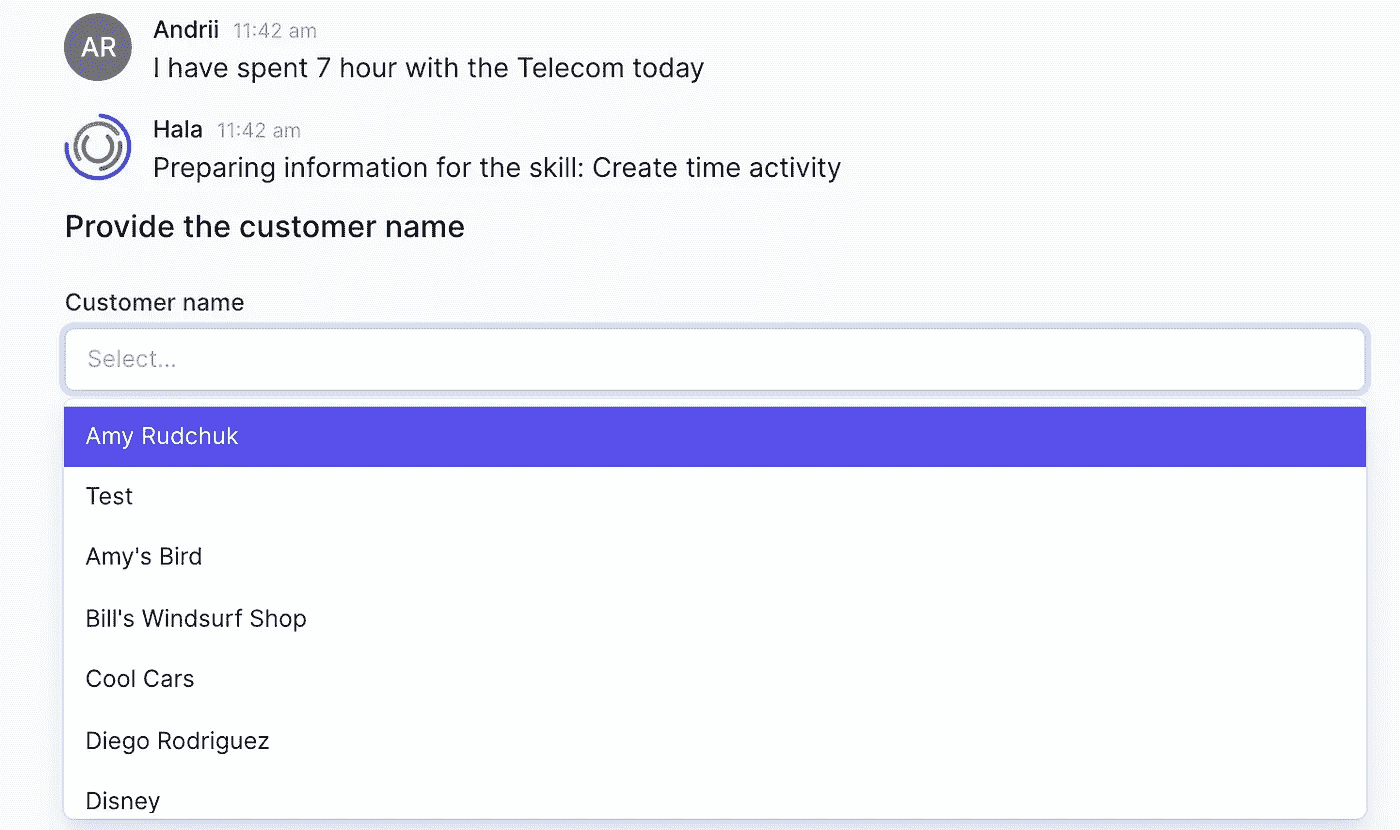 AR
Andrii 11:42 am
I have spent 7 hour with the Telecom today
Hala 11:42 am
Preparing information for the skill: Create time activity
Provide the customer name
Customer name
Select...
Amy Rudchuk
Test
Amy's Bird
Bill's Windsurf Shop
Cool Cars
Diego Rodriguez
Disney